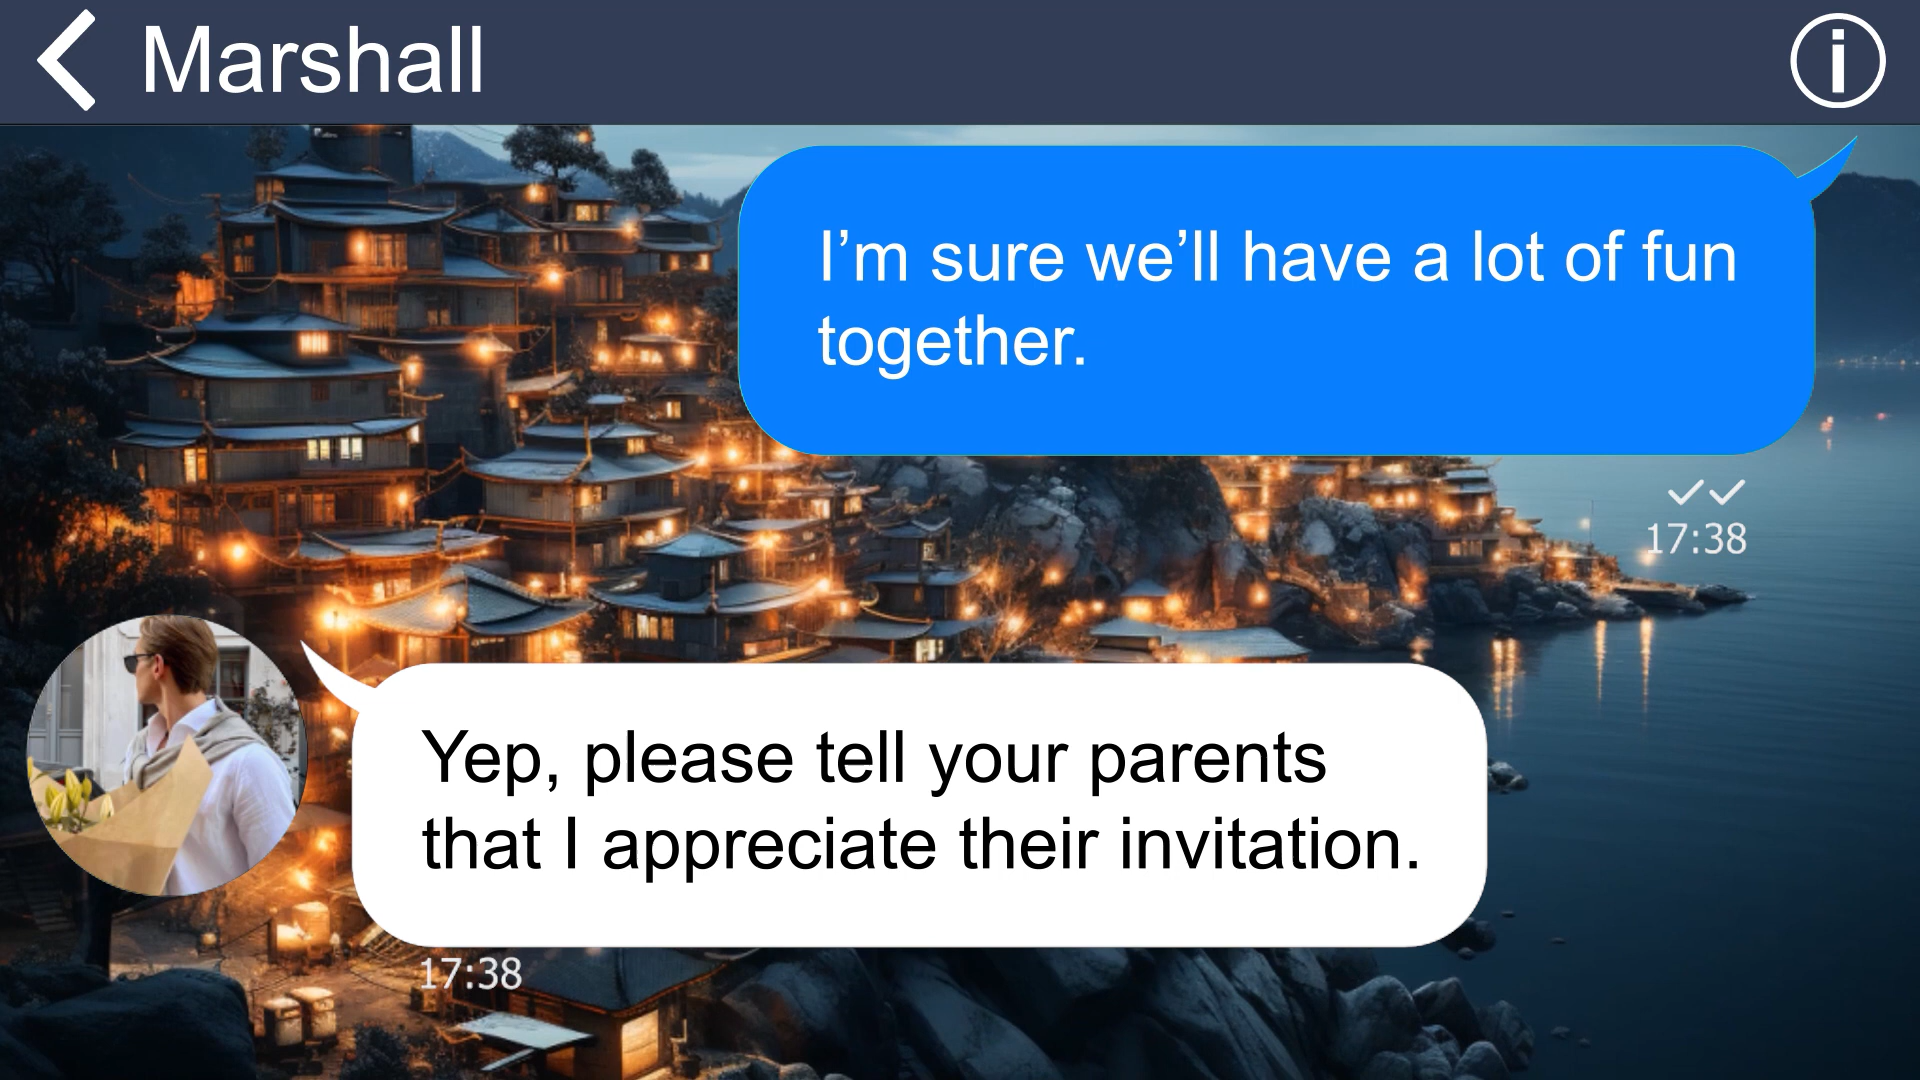 Marshall
I’m sure we’ll have a lot of fun
together.
17:38
Yep, please tell your parents
that I appreciate their invitation.
17:38